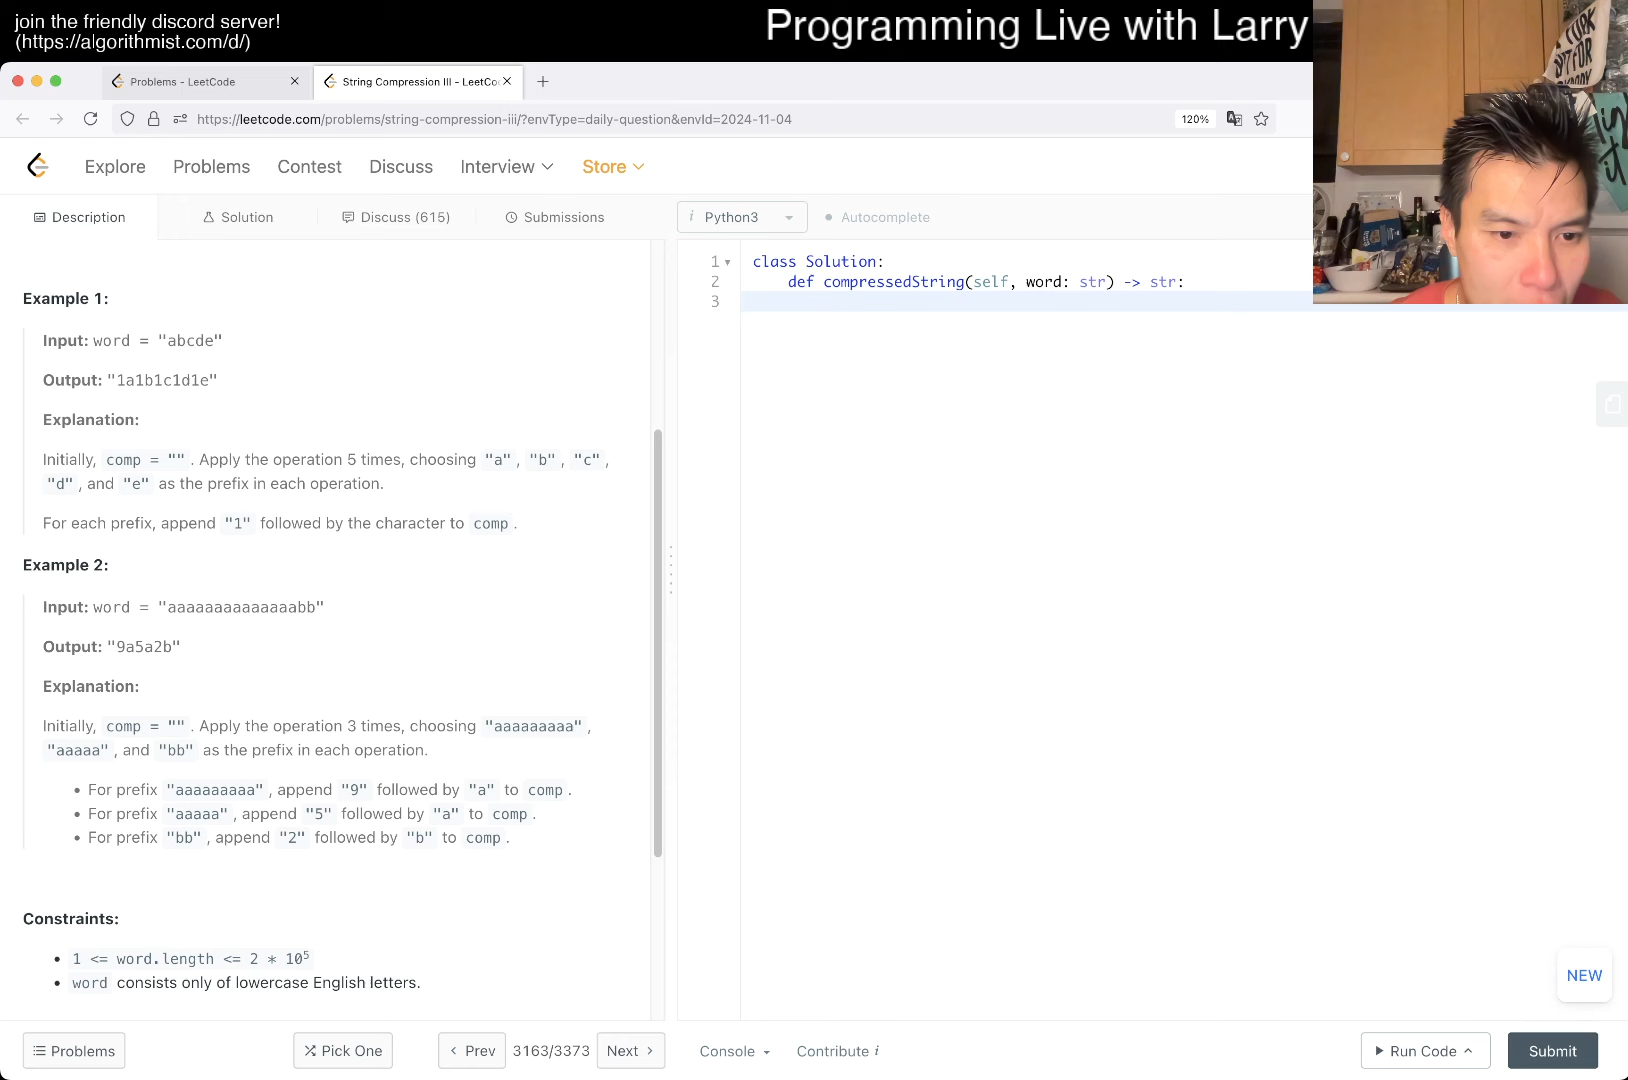 join the friendly discord server!
(https://algorithmist.com/d/)
Programming Live with Larry
Problems - LeetCode
String Compression III - LeetCo
https://leetcode.com/problems/string-compression-iii/?envType=daily-question&envId=2024-11-04
120%
Explore
Problems
Contest
Discuss
Interview
Store
Description
Solution
Discuss (615)
Submissions
i Python3
Autocomplete
Example 1:
Input: word = "abcde"
Output: "1a1b1c1d1e"
Explanation:
Initially, comp = "". Apply the operation 5 times, choosing "a", "b", "c",
"d", and "e" as the prefix in each operation.
For each prefix, append "1" followed by the character to comp.
Example 2:
Input: word = "aaaaaaaaaaaaaabb"
Output: "9a5a2b"
Explanation:
Initially, comp = "". Apply the operation 3 times, choosing "aaaaaaaaa",
"aaaaa", and "bb" as the prefix in each operation.
• For prefix "aaaaaaaaa", append "9" followed by "a" to comp.
• For prefix "aaaaa", append "5" followed by "a" to comp.
• For prefix "bb", append "2" followed by "b" to comp.
Constraints:
• 1 <= word.length <= 2 * 10⁵
• word consists only of lowercase English letters.
1 class Solution:
2 def compressedString(self, word: str) -> str:
3
NEW
Problems
Pick One
Prev
3163/3373
Next
Console
Contribute i
Run Code
Submit